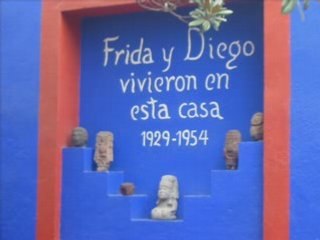 Frida y Diego
vivieron en
esta casa
1929-1954